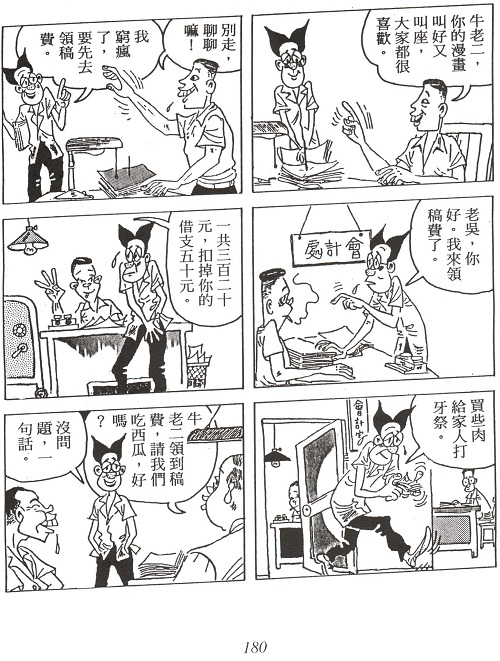 牛老二，
你的漫畫
叫好又
叫座，
大家都很
喜歡。
別走，
聊聊
嘛！
我
窮瘋
了，
要先去
領稿
費。
老吳，你
好。我來領
稿費了。
會計處
一共三百二十
元，扣掉你的
借支五十元。
買些肉
給家人打
牙祭。
會計
牛
老二領到稿
費，請我們
吃西瓜，好
嗎
？
沒問
題，一
句話。
180